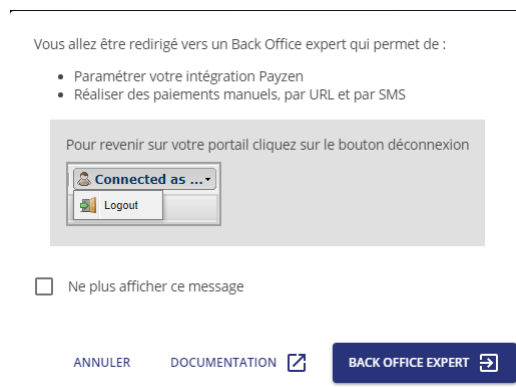 Vous allez être redirigé vers un Back Office expert qui permet de :
Paramétrer votre intégration Payzen
Réaliser des paiements manuels, par URL et par SMS
Pour revenir sur votre portail cliquez sur le bouton déconnexion
Connected as ...
Logout
Ne plus afficher ce message
ANNULER DOCUMENTATION BACK OFFICE EXPERT